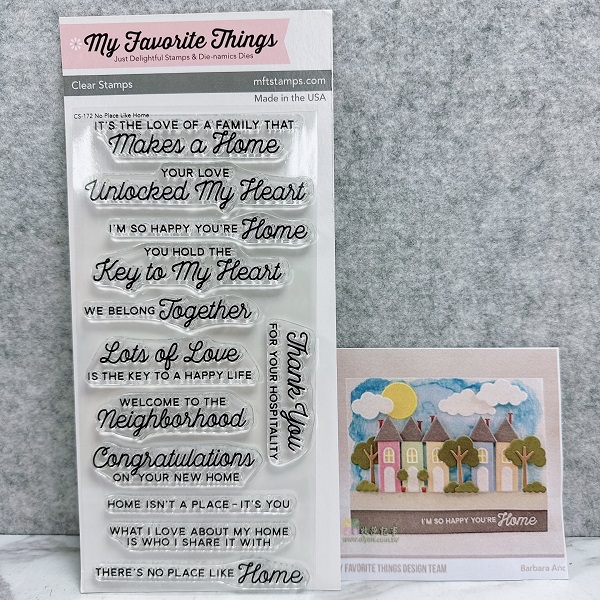 My Favorite Things
Just Delightful Stamps & Die-namics Dies
Clear Stamps
mftstamps.com
Made in the USA
CS-172 No Place Like Home
IT'S THE LOVE OF A FAMILY THAT
Makes a Home
YOUR LOVE
Unlocked My Heart
I'M SO HAPPY YOU'RE Home
YOU HOLD THE
Key to My Heart
WE BELONG Together
Thank You
FOR YOUR HOSPITALITY
Lots of Love
IS THE KEY TO A HAPPY LIFE
WELCOME TO THE
Neighborhood
Congratulations
ON YOUR NEW HOME
HOME ISN'T A PLACE - IT'S YOU
WHAT I LOVE ABOUT MY HOME
IS WHO I SHARE IT WITH
THERE'S NO PLACE LIKE Home
I'M SO HAPPY YOU'RE Home
Y FAVORITE THINGS DESIGN TEAM
Barbara